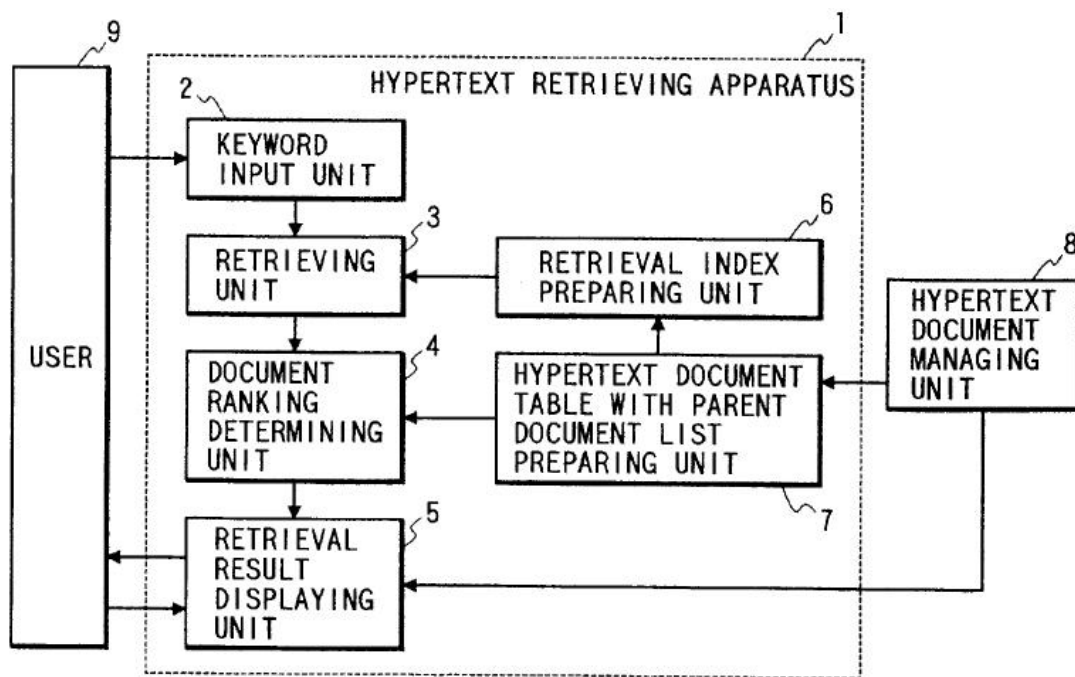 9
1
HYPERTEXT RETRIEVING APPARATUS
2
KEYWORD
INPUT UNIT
3
RETRIEVING
UNIT
6
RETRIEVAL INDEX
PREPARING UNIT
8
HYPERTEXT
DOCUMENT
MANAGING
UNIT
USER
4
DOCUMENT
RANKING
DETERMINING
UNIT
HYPERTEXT DOCUMENT
TABLE WITH PARENT
DOCUMENT LIST
PREPARING UNIT
7
5
RETRIEVAL
RESULT
DISPLAYING
UNIT